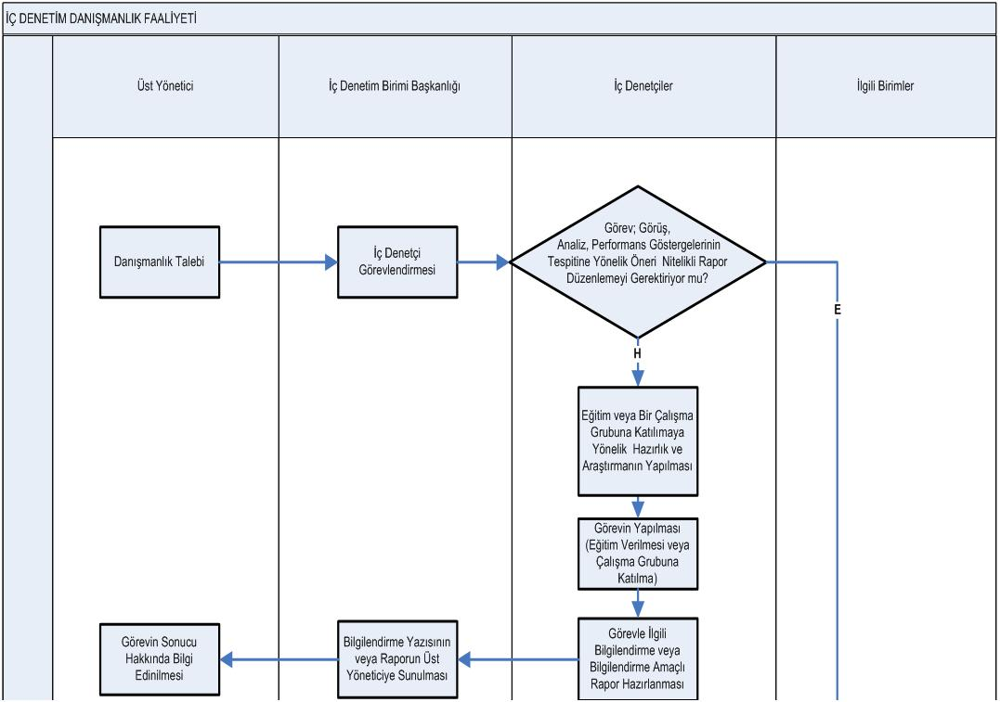 İÇ DENETİM DANIŞMANLIK FAALİYETİ
Üst Yönetici
İç Denetim Birimi Başkanlığı
İç Denetçiler
İlgili Birimler
Danışmanlık Talebi
İç Denetçi
Görevlendirmesi
Görev; Görüş,
Analiz, Performans Göstergelerinin
Tespitine Yönelik Öneri Nitelikli Rapor
Düzenlemeyi Gerektiriyor mu?
E
H
Eğitim veya Bir Çalışma
Grubuna Katılımaya
Yönelik Hazırlık ve
Araştırmanın Yapılması
Görevin Yapılması
(Eğitim Verilmesi veya
Çalışma Grubuna
Katılma)
Görevle İlgili
Bilgilendirme veya
Bilgilendirme Amaçlı
Rapor Hazırlanması
Bilgilendirme Yazısının
veya Raporun Üst
Yöneticiye Sunulması
Görevin Sonucu
Hakkında Bilgi
Edinilmesi